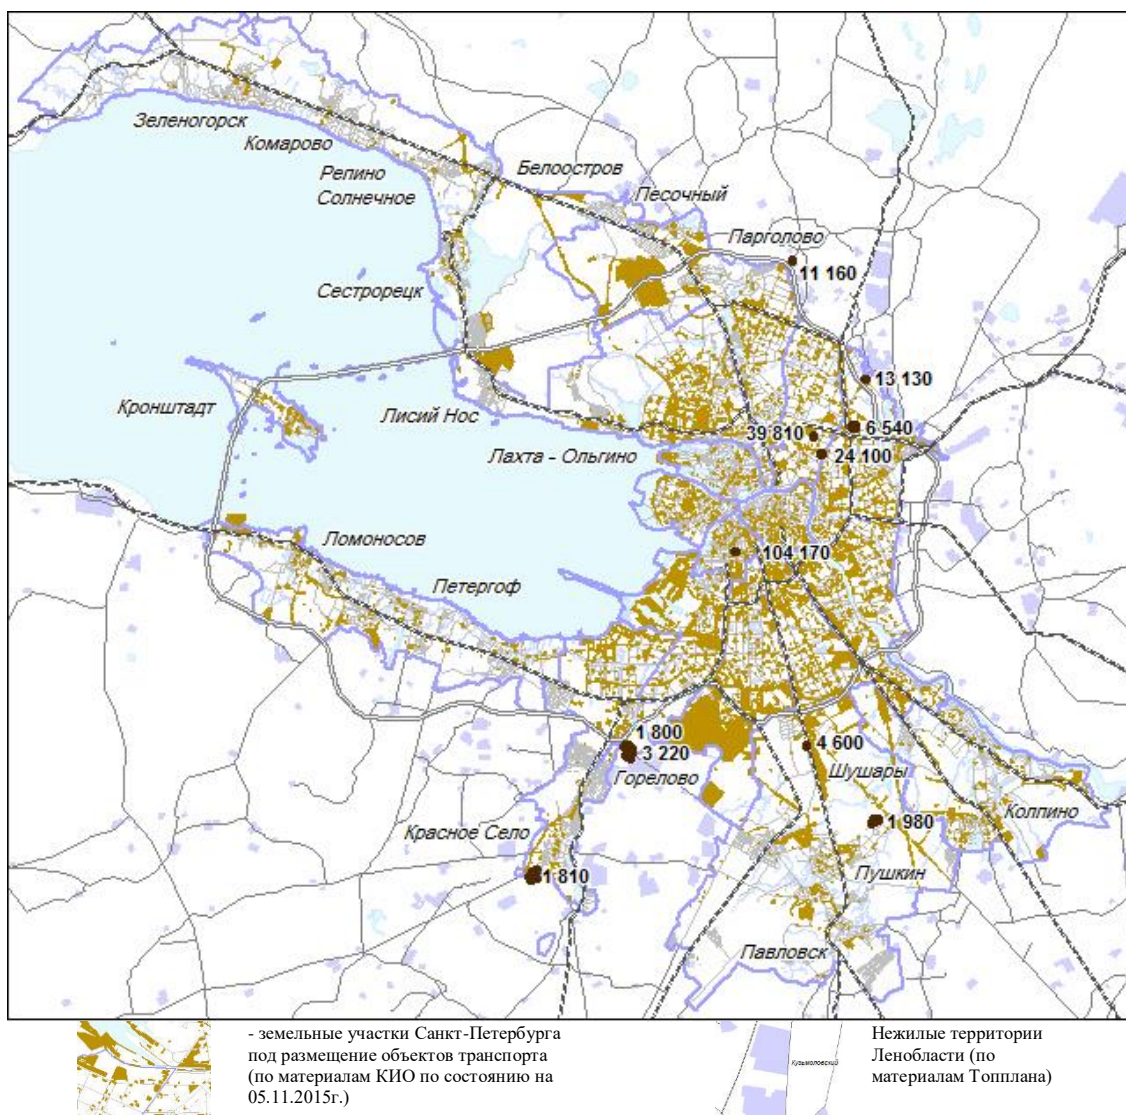 Зеленогорск
Комарово
Репино
Солнечное
Белоостров
Песочный
Парголово
11 160
Сестрорецк
13 130
Кронштадт
Лисий Нос
39 810
6 540
Лахта - Ольгино
24 100
Ломоносов
104 170
Петергоф
1 800
3 220
4 600
Горелово
Шушары
Красное Село
1 980
Колпино
1 810
Пушкин
Павловск
- земельные участки Санкт-Петербурга
под размещение объектов транспорта
(по материалам КИО по состоянию на
05.11.2015г.)
Кузьмоловский
Нежилые территории
Ленобласти (по
материалам Топплана)